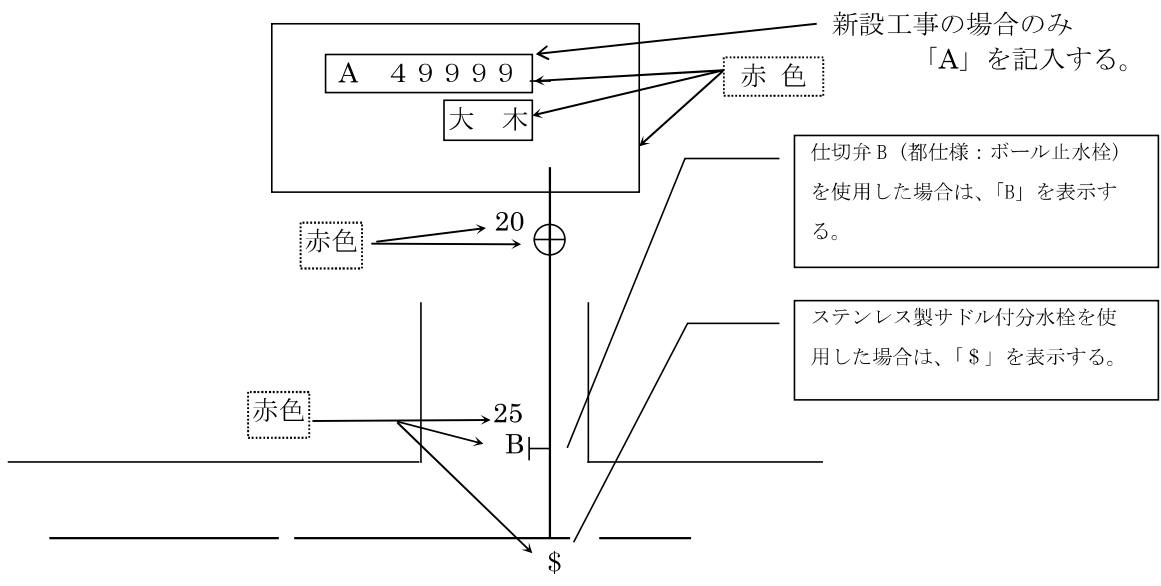 新設工事の場合のみ
「A」を記入する。
A 49999
赤 色
大 木
仕切弁B（都仕様：ボール止水栓）
を使用した場合は、「B」を表示す
る。
20
赤色
ステンレス製サドル付分水栓を使
用した場合は、「$」を表示する。
赤色
25
B
$